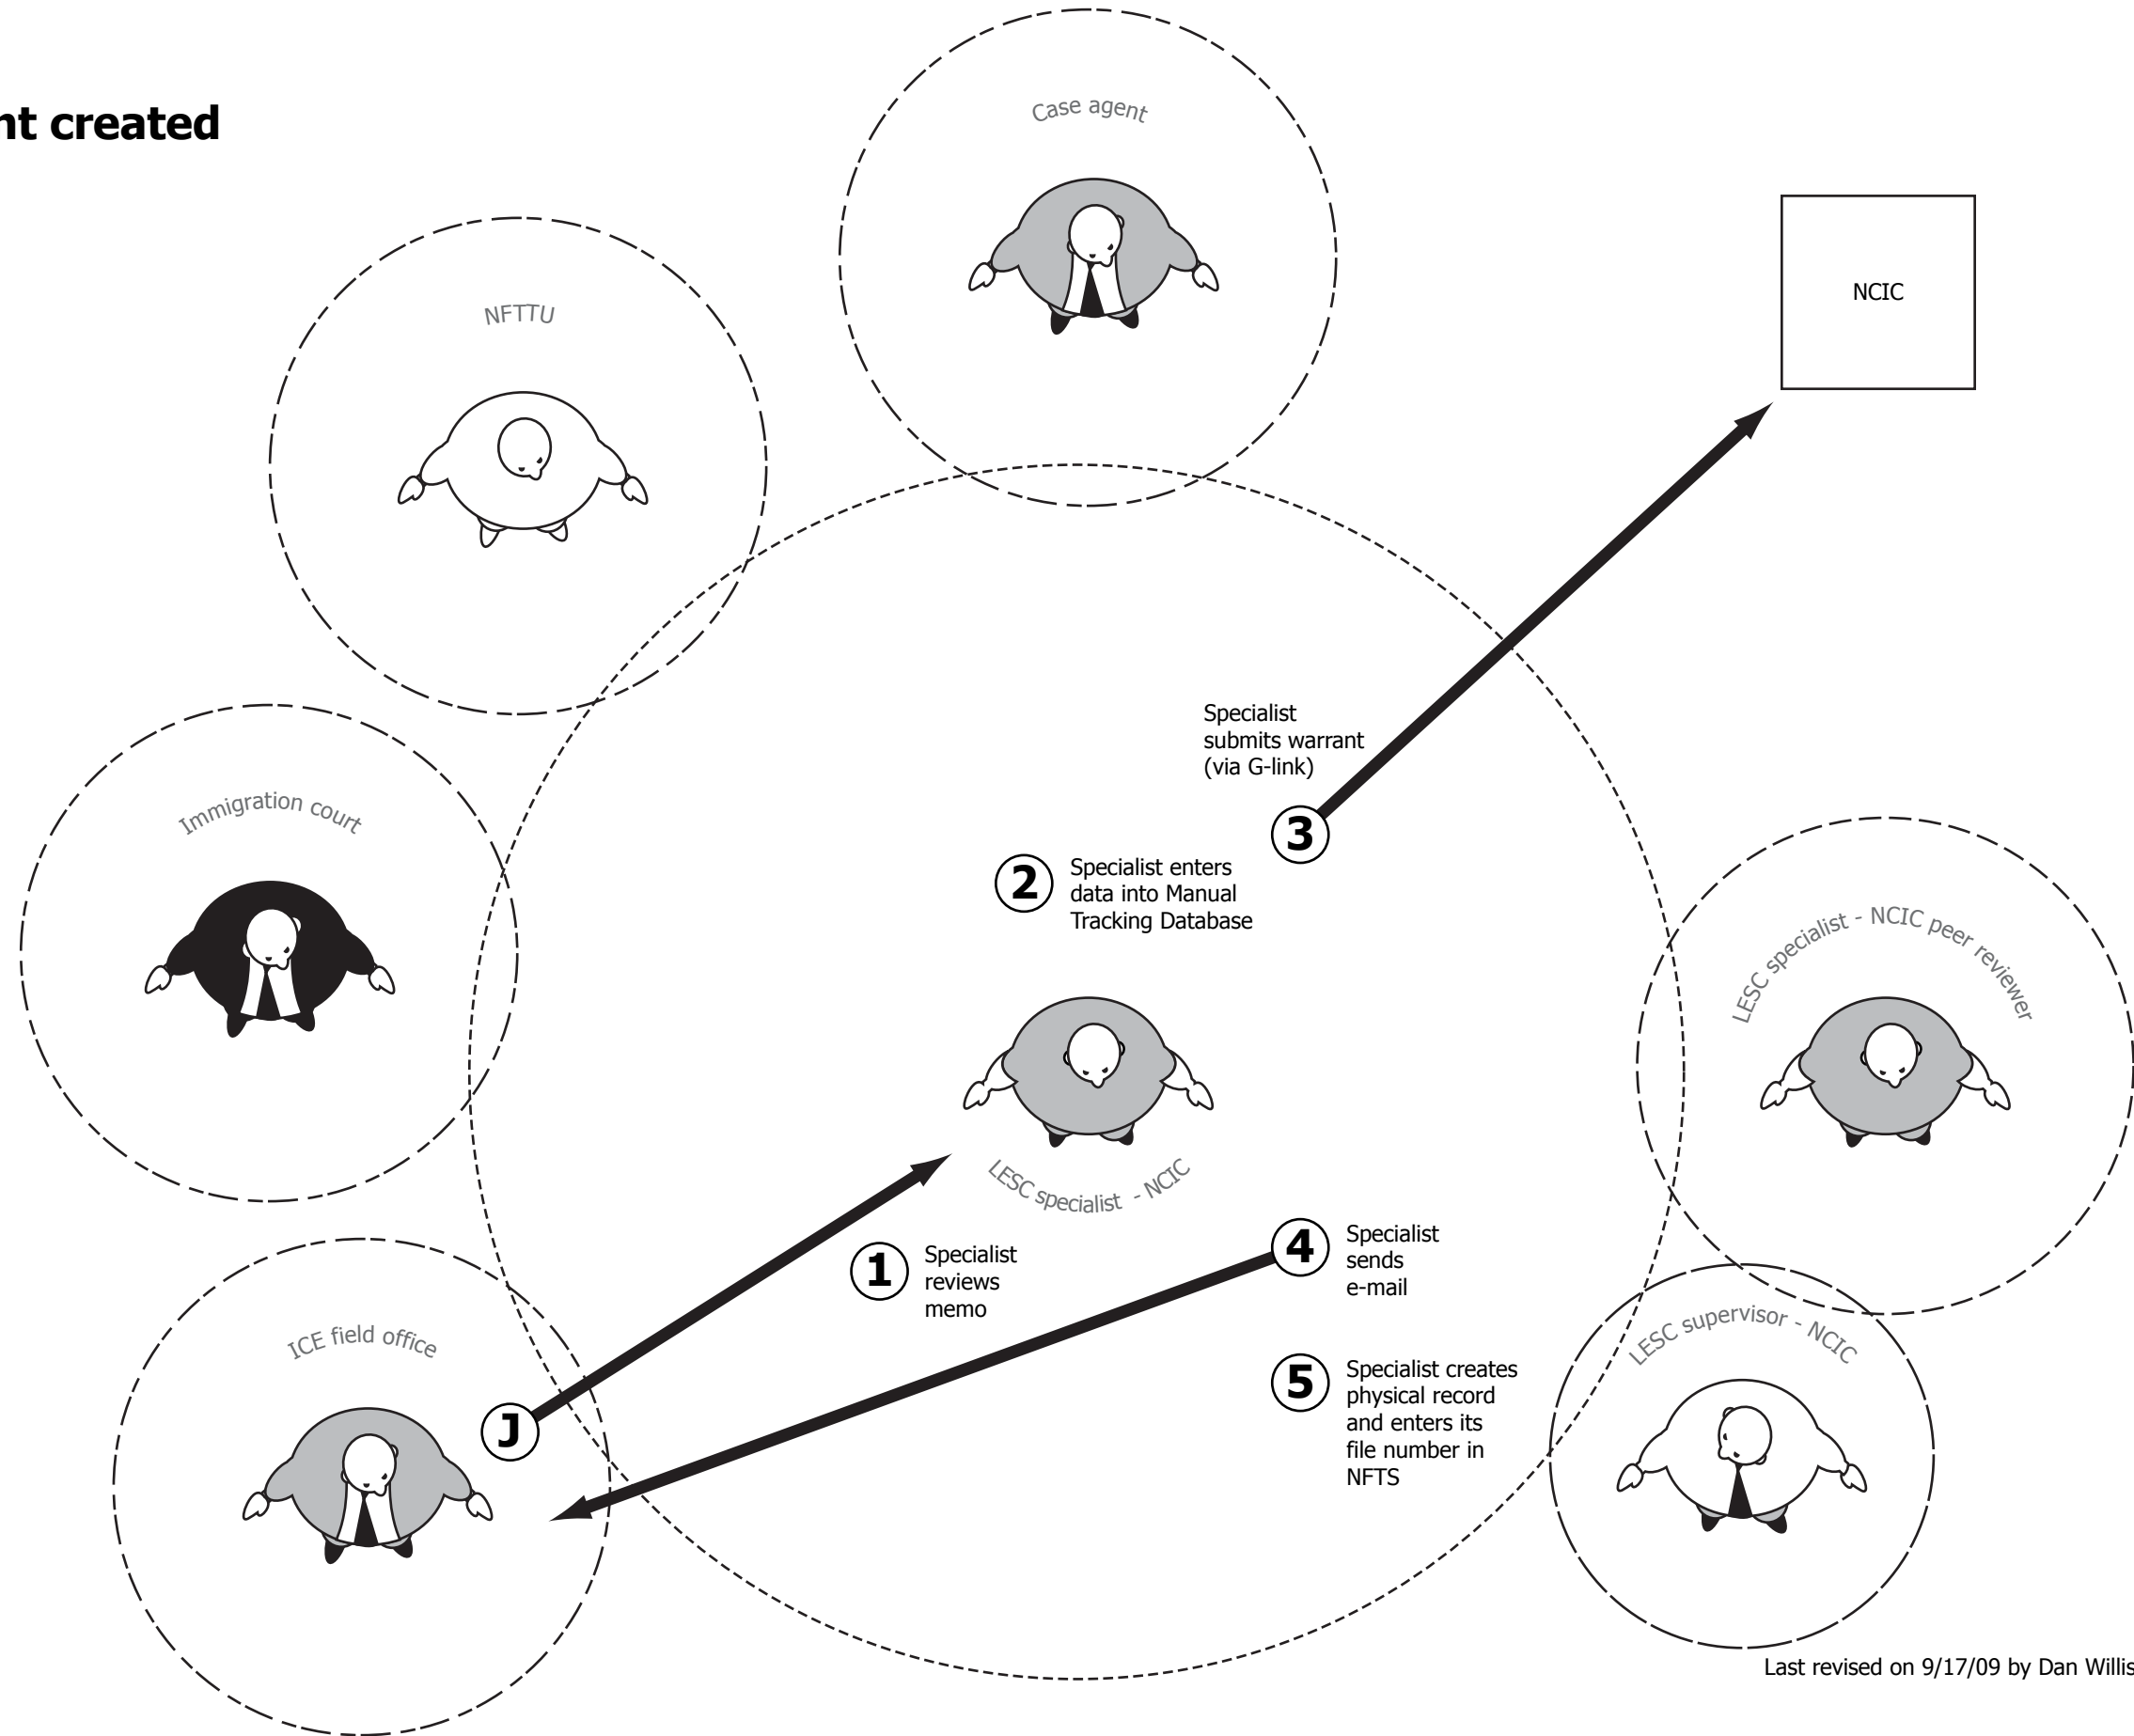 nt created
Case agent
NCIC
NFTTU
Specialist
submits warrant
(via G-link)
3
Immigration court
2
Specialist enters
data into Manual
Tracking Database
LESC specialist - NCIC peer reviewer
LESC specialist - NCIC
1
Specialist
reviews
memo
4
Specialist
sends
e-mail
ICE field office
J
5
Specialist creates
physical record
and enters its
file number in
NFTS
LESC supervisor - NCIC
Last revised on 9/17/09 by Dan Willis